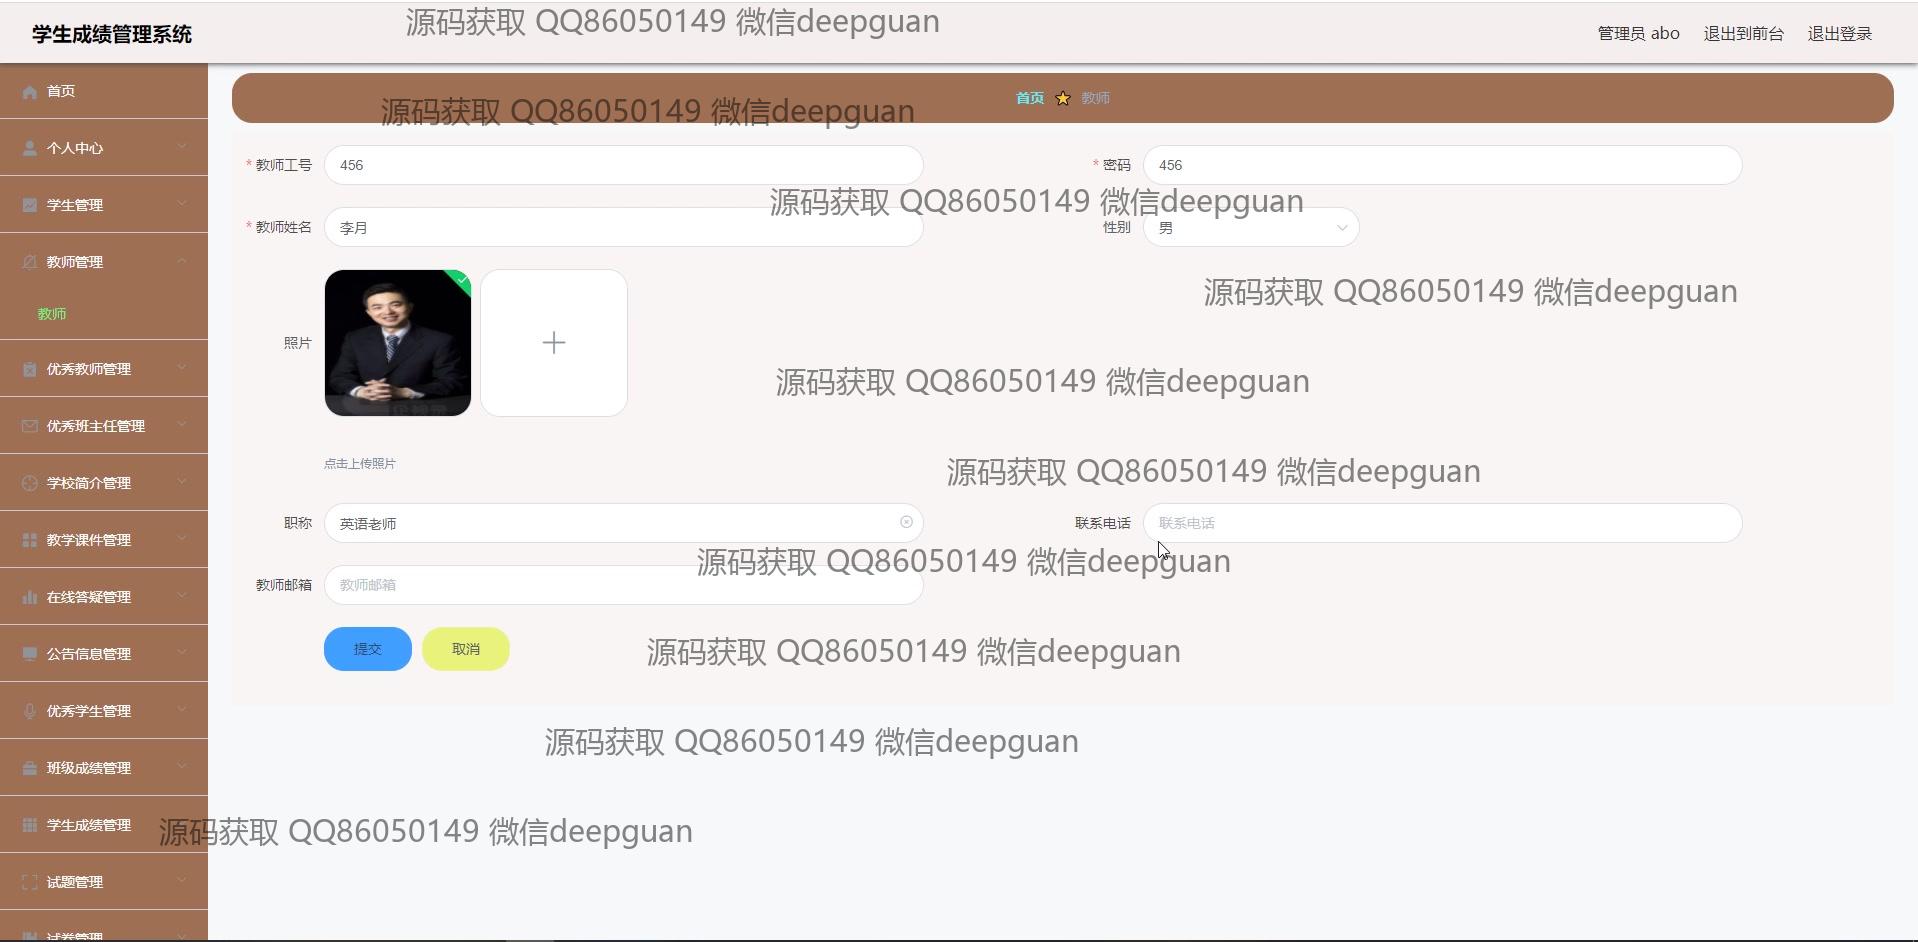 学生成绩管理系统
源码获取 QQ86050149 微信deepguan
管理员 abo 退出到前台 退出登录
首页
首页 教师
源码获取 QQ86050149 微信deepguan
个人中心
* 教师工号 456
* 密码 456
学生管理
源码获取 QQ86050149 微信deepguan
* 教师姓名 李月
性别 男
教师管理
教师
源码获取 QQ86050149 微信deepguan
照片
优秀教师管理
源码获取 QQ86050149 微信deepguan
优秀班主任管理
点击上传照片
源码获取 QQ86050149 微信deepguan
学校简介管理
职称 英语老师
联系电话 联系电话
教学课件管理
源码获取 QQ86050149 微信deepguan
教师邮箱 教师邮箱
在线答疑管理
提交 取消
公告信息管理
源码获取 QQ86050149 微信deepguan
优秀学生管理
源码获取 QQ86050149 微信deepguan
班级成绩管理
学生成绩管理
源码获取 QQ86050149 微信deepguan
试题管理
试卷管理